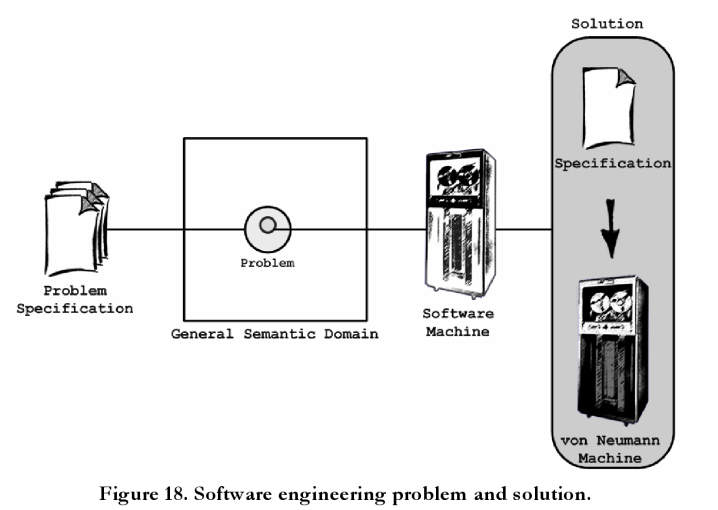 Solution
Specification
Problem
Problem
Specification
General Semantic Domain
Software
Machine
von Neumann
Machine
Figure 18. Software engineering problem and solution.